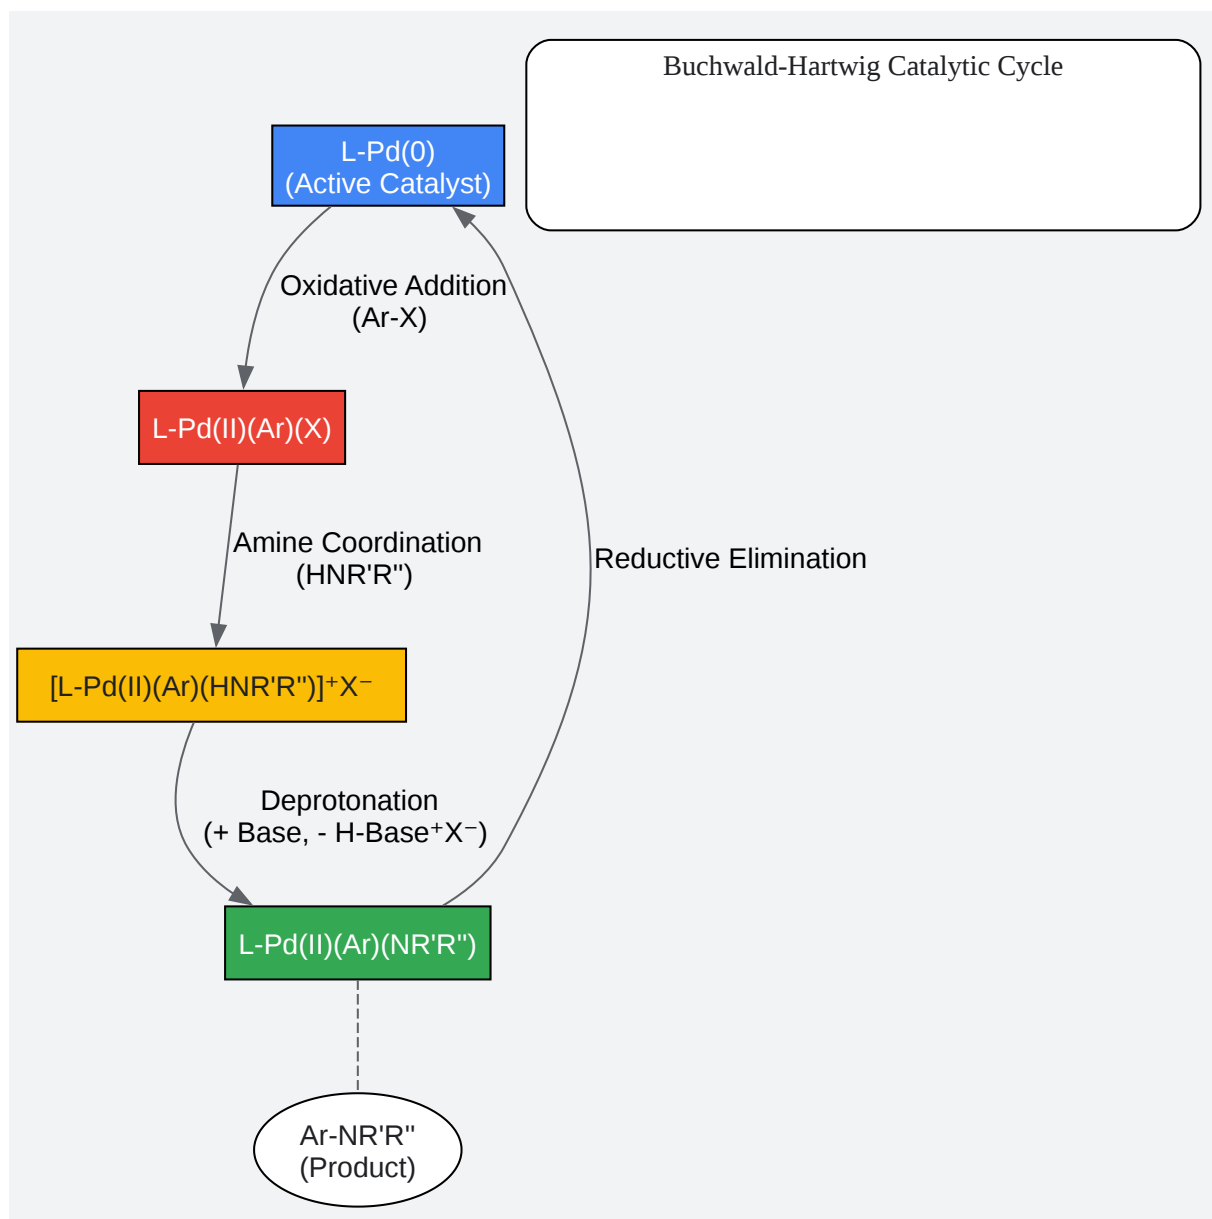 Buchwald-Hartwig Catalytic Cycle
L-Pd(0)
(Active Catalyst)
Oxidative Addition
(Ar-X)
L-Pd(II)(Ar)(X)
Amine Coordination
(HNR'R")
Reductive Elimination
[L-Pd(II)(Ar)(HNR'R")]⁺X⁻
Deprotonation
(+ Base, - H-Base⁺X⁻)
L-Pd(II)(Ar)(NR'R")
Ar-NR'R"
(Product)